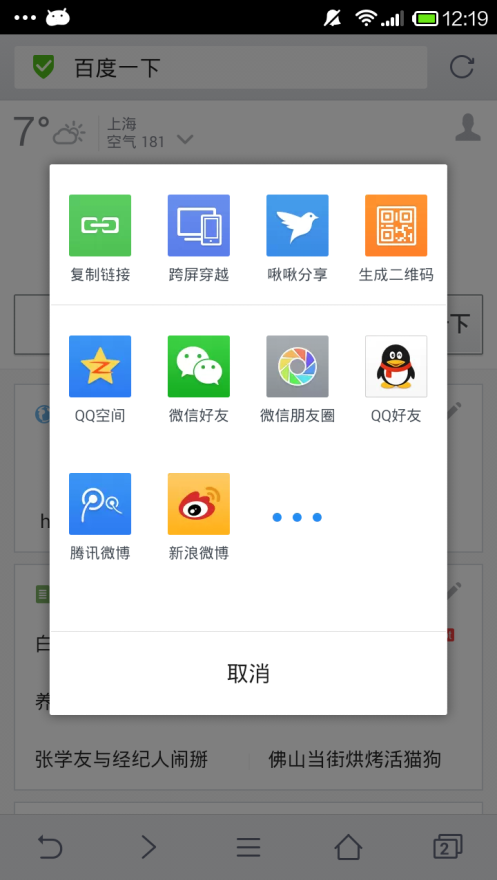 12:19
百度一下
7°
上海
空气 181
复制链接
跨屏穿越
啾啾分享
生成二维码
下
QQ空间
微信好友
微信朋友圈
QQ好友
h
腾讯微博
新浪微博
白
养
取消
张学友与经纪人闹掰
佛山当街烘烤活猫狗
2